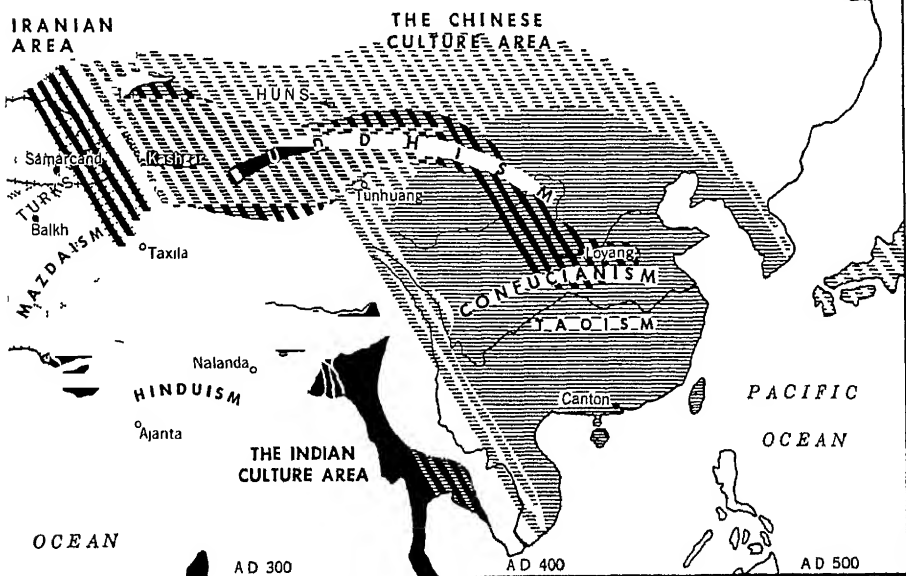 IRANIAN
AREA
THE CHINESE
CULTURE AREA
HUNS
BUDDHISM
Samarcand
Kashgar
TURKS
Tunhuang
Balkh
MAZDAISM
Taxila
Loyang
CONFUCIANISM
TAOISM
Nalanda
HINDUISM
Ajanta
Canton
PACIFIC
OCEAN
THE INDIAN
CULTURE AREA
OCEAN
AD 300
AD 400
AD 500